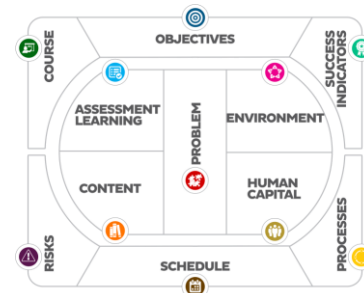 OBJECTIVES
COURSE
SUCCESS
INDICATORS
ASSESSMENT
LEARNING
PROBLEM
ENVIRONMENT
CONTENT
HUMAN
CAPITAL
RISKS
SCHEDULE
PROCESSES